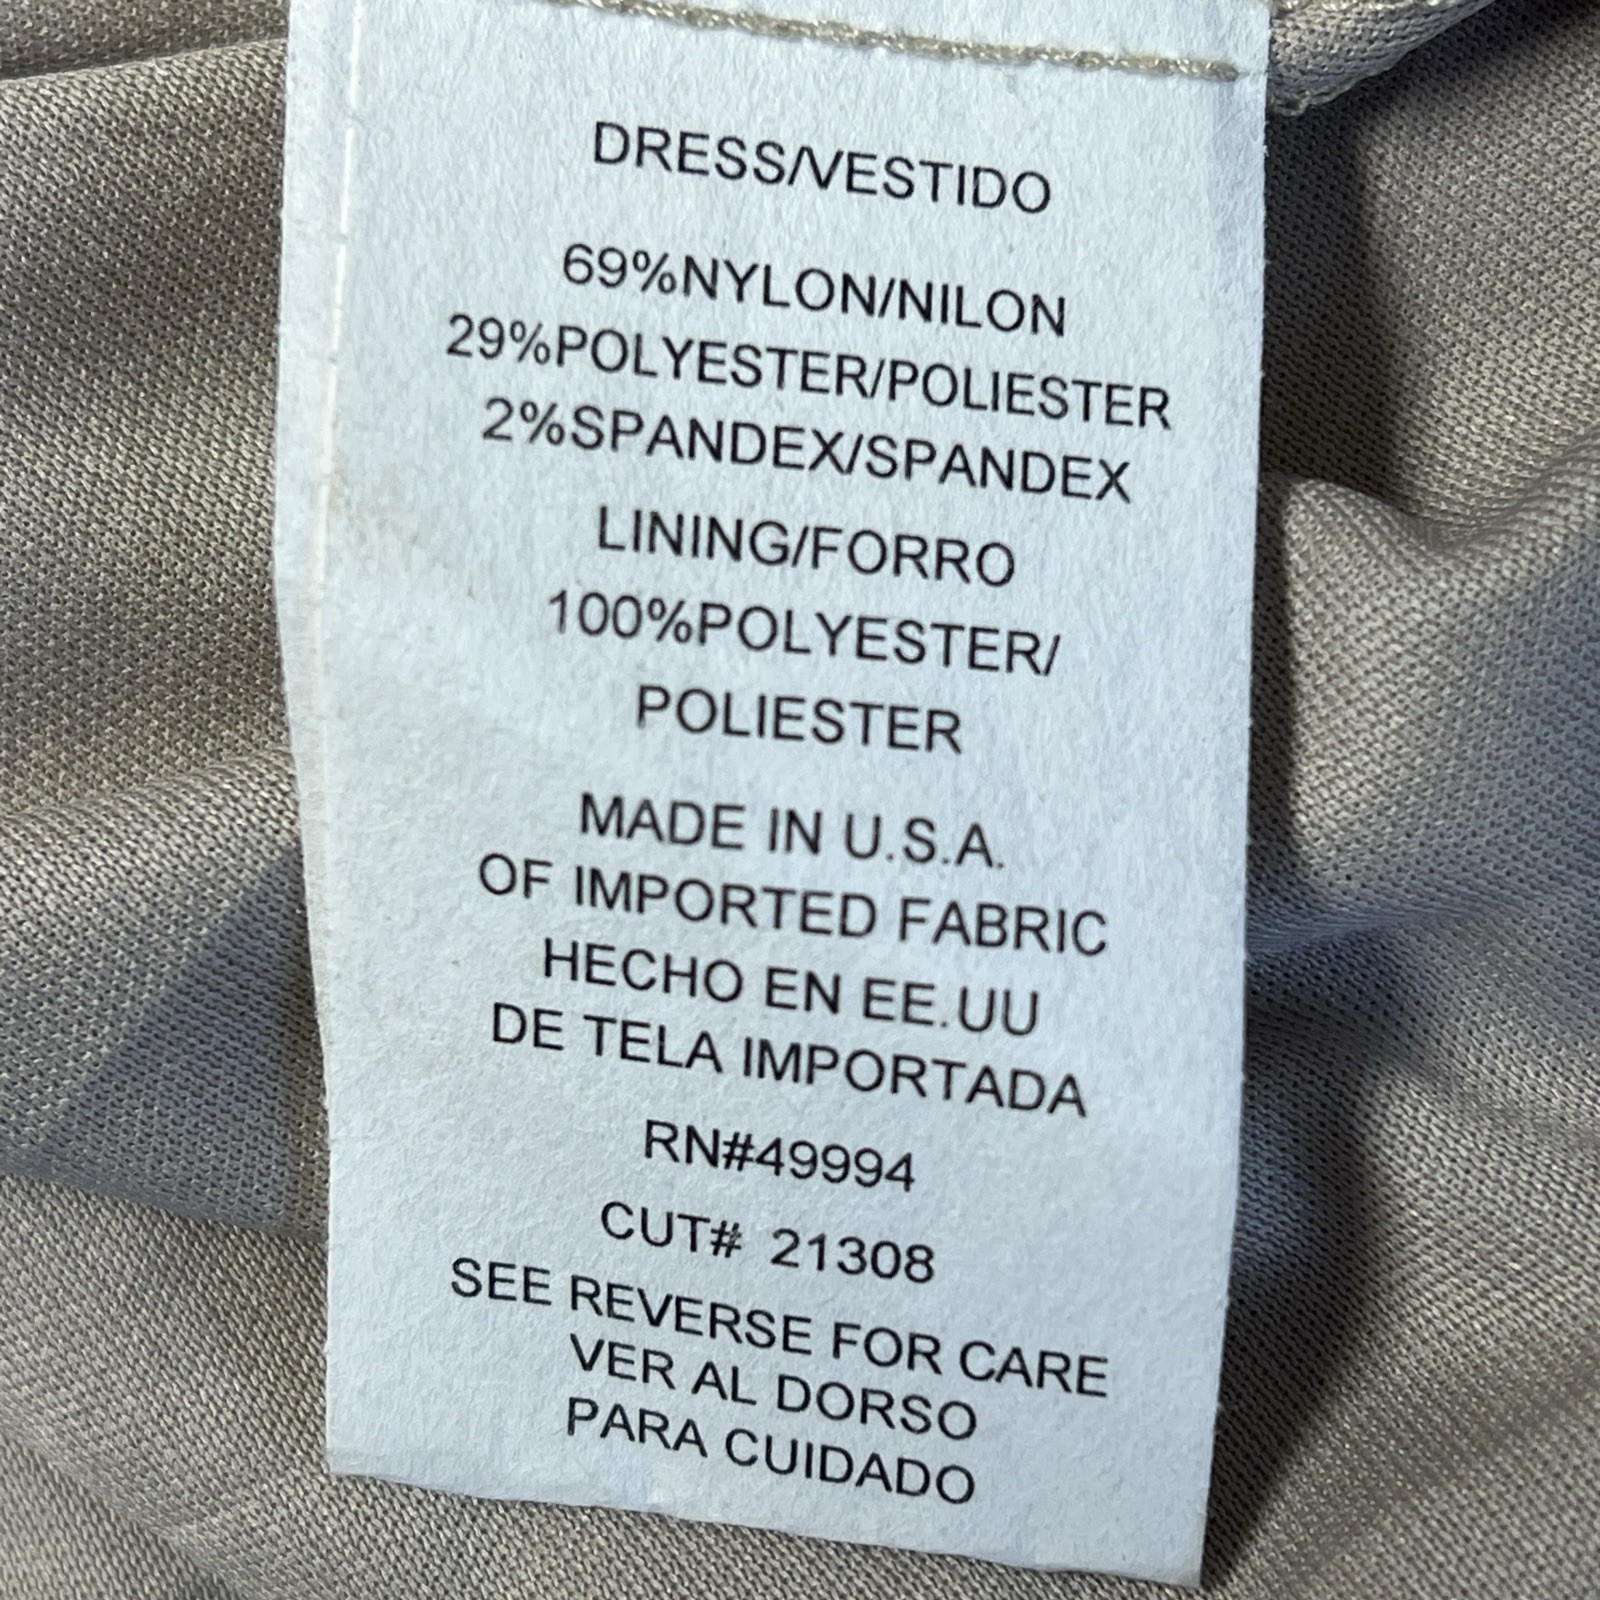 DRESS/VESTIDO
69%NYLON/NILON
29%POLYESTER/POLIESTER
2%SPANDEX/SPANDEX
LINING/FORRO
100%POLYESTER/
POLIESTER
MADE IN U.S.A.
OF IMPORTED FABRIC
HECHO EN EE.UU
DE TELA IMPORTADA
RN#49994
CUT# 21308
SEE REVERSE FOR CARE
VER AL DORSO
PARA CUIDADO